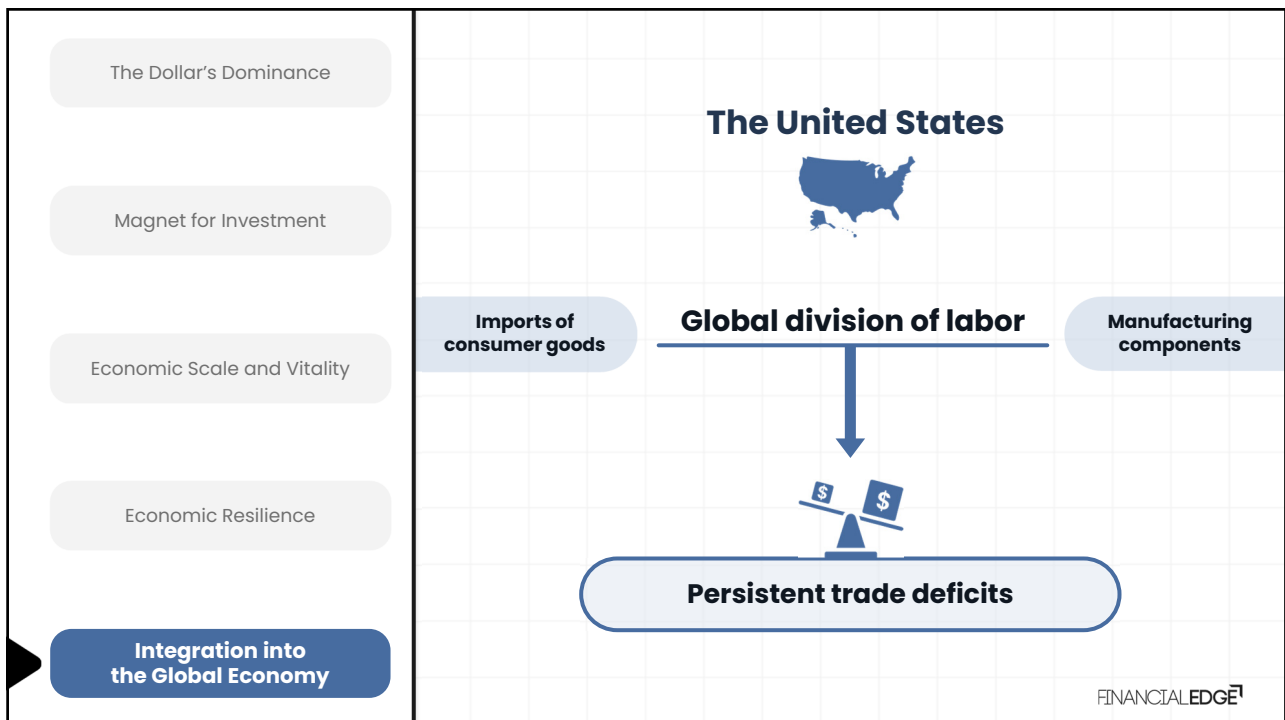 The Dollar's Dominance
Magnet for Investment
Economic Scale and Vitality
Economic Resilience
Integration into
the Global Economy
The United States
Imports of
consumer goods
Global division of labor
Manufacturing
components
$ $
Persistent trade deficits
FINANCIALEDGE